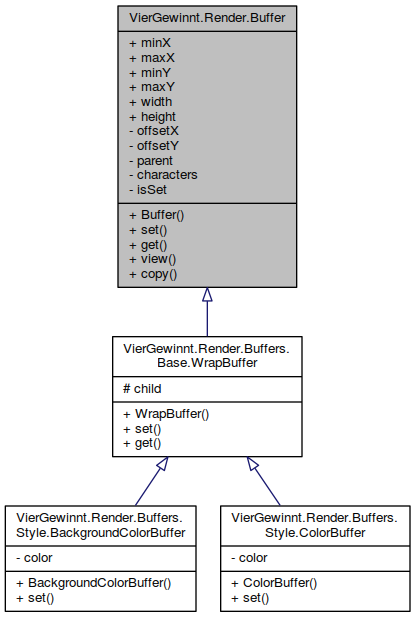 VierGewinnt.Render.Buffer
+ minX
+ maxX
+ minY
+ maxY
+ width
+ height
- offsetX
- offsetY
- parent
- characters
- isSet
+ Buffer()
+ set()
+ get()
+ view()
+ copy()
VierGewinnt.Render.Buffers.
Base.WrapBuffer
# child
+ WrapBuffer()
+ set()
+ get()
VierGewinnt.Render.Buffers.
Style.BackgroundColorBuffer
- color
+ BackgroundColorBuffer()
+ set()
VierGewinnt.Render.Buffers.
Style.ColorBuffer
- color
+ ColorBuffer()
+ set()